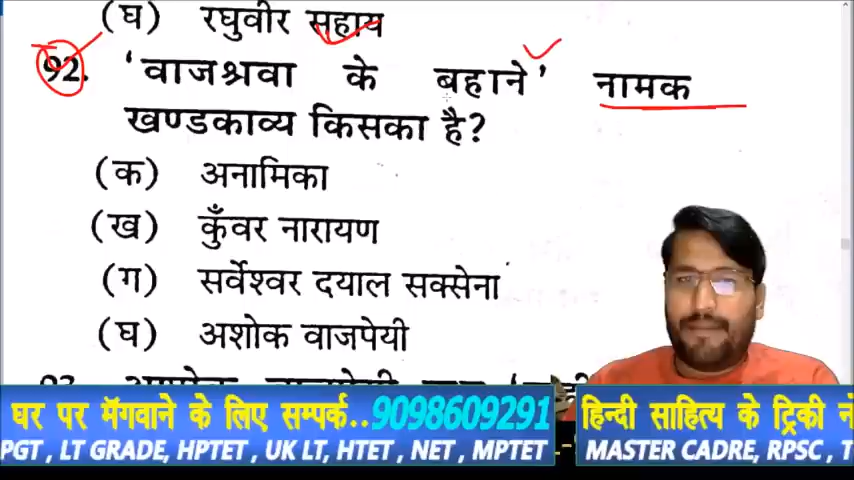 (घ) रघुवीर सहाय
92. 'वाजश्रवा के बहाने' नामक
खण्डकाव्य किसका है?
(क) अनामिका
(ख) कुँवर नारायण
(ग) सर्वेश्वर दयाल सक्सेना
(घ) अशोक वाजपेयी
घर पर मॅगवाने के लिए सम्पर्क..9098609291
हिन्दी साहित्य के ट्रिकी नो
PGT , LT GRADE, HPTET , UK LT, HTET , NET , MPTET
MASTER CADRE, RPSC, T